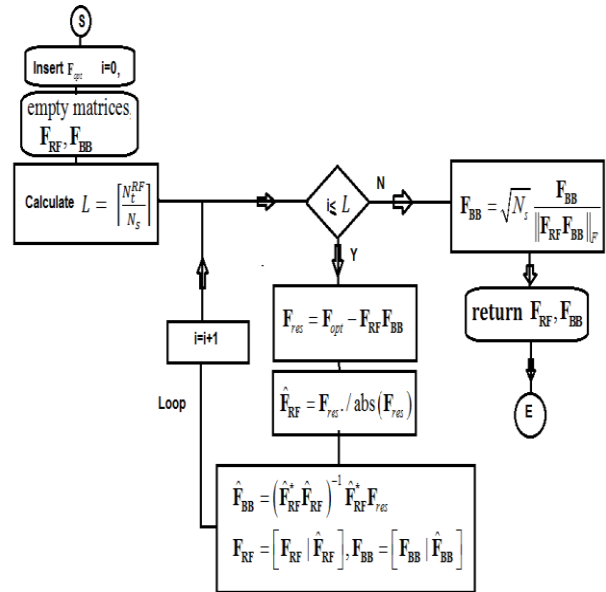 S
Insert F_opt i=0,
empty matrices
F_RF, F_BB
Calculate L = ⌈N_t^RF / N_s⌉
i≤ L
N
Y
F_BB = √N_s F_BB / ‖F_RF F_BB‖_F
return F_RF, F_BB
E
F_res = F_opt − F_RF F_BB
F̂_RF = F_res ./ abs(F_res)
F̂_BB = (F̂*_RF F̂_RF)^−1 F̂*_RF F_res
F_RF = [F_RF | F̂_RF], F_BB = [F_BB | F̂_BB]
Loop
i=i+1